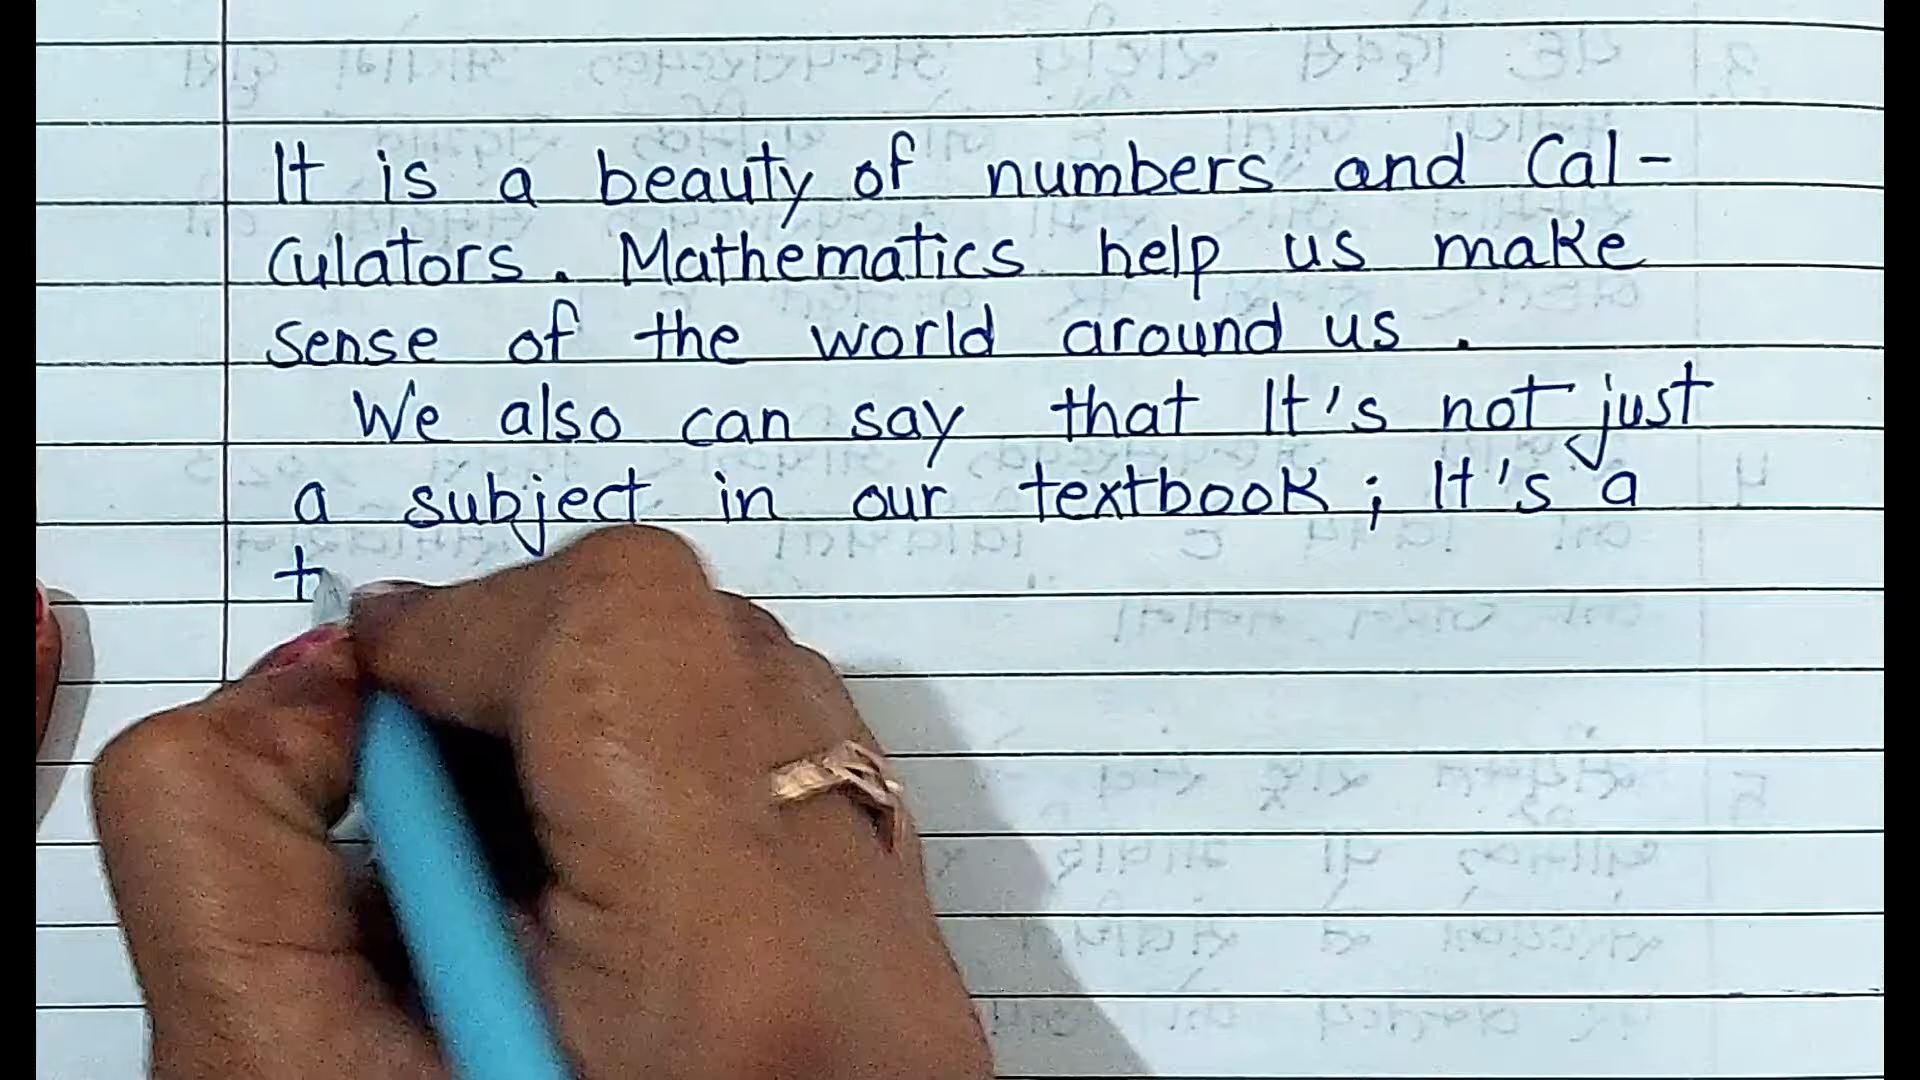 It is a beauty of numbers and Cal-
culators. Mathematics help us make
sense of the world around us.
We also can say that It's not just
a subject in our textbook; It's a
t